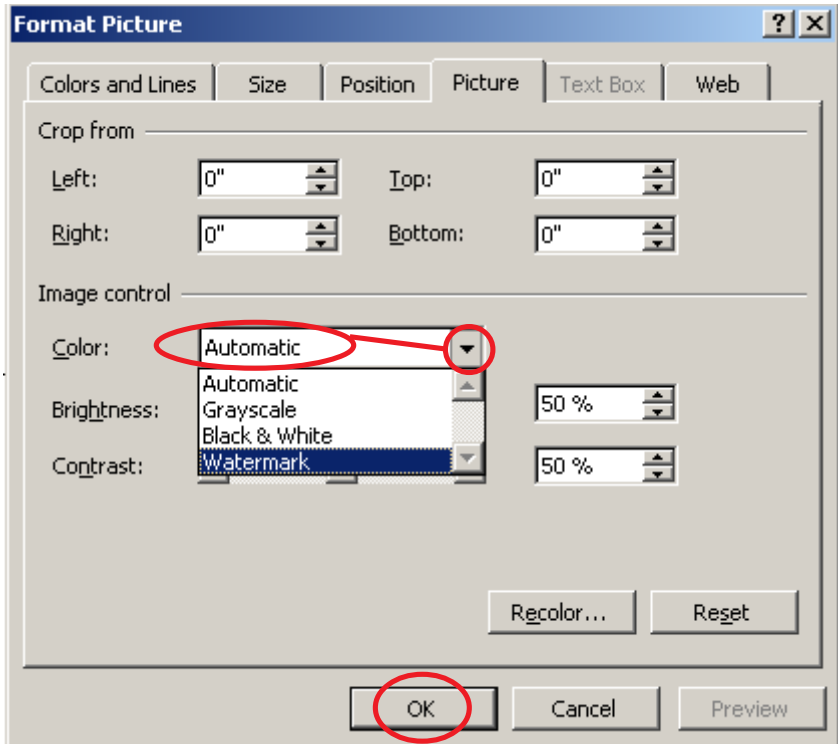 Format Picture
Colors and Lines Size Position Picture Text Box Web
Crop from
Left: 0" Top: 0"
Right: 0" Bottom: 0"
Image control
Color: Automatic
Automatic
Brightness: Grayscale 50 %
Black & White
Contrast: Watermark 50 %
Recolor... Reset
OK Cancel Preview